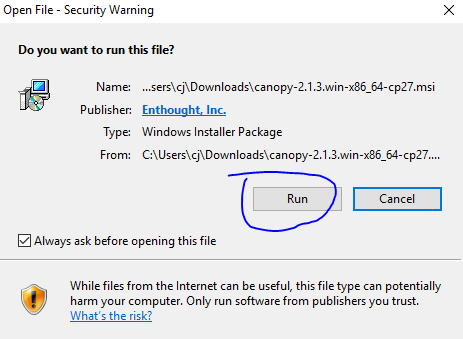 Open File - Security Warning
Do you want to run this file?
Name: ...sers\cj\Downloads\canopy-2.1.3.win-x86_64-cp27.msi
Publisher: Enthought, Inc.
Type: Windows Installer Package
From: C:\Users\cj\Downloads\canopy-2.1.3.win-x86_64-cp27....
Run Cancel
Always ask before opening this file
While files from the Internet can be useful, this file type can potentially
harm your computer. Only run software from publishers you trust.
What's the risk?